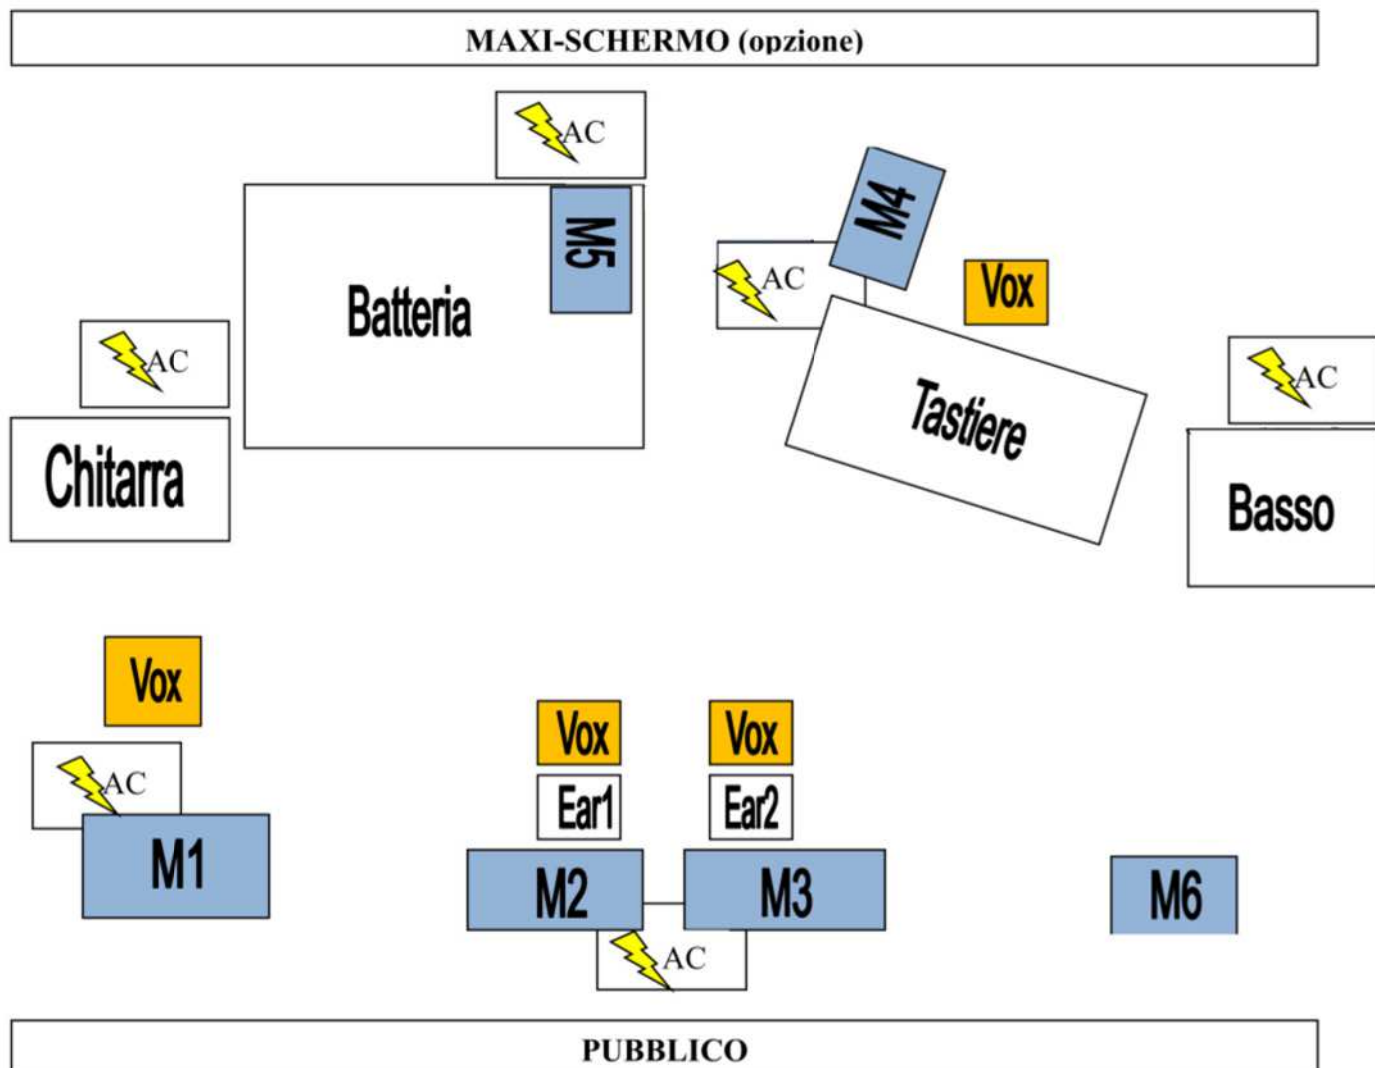 MAXI-SCHERMO (opzione)
AC
M5
M4
AC
Vox
Batteria
AC
AC
Tastiere
Chitarra
Basso
Vox
Vox
Vox
AC
Ear1
Ear2
M1
M2
M3
M6
AC
PUBBLICO